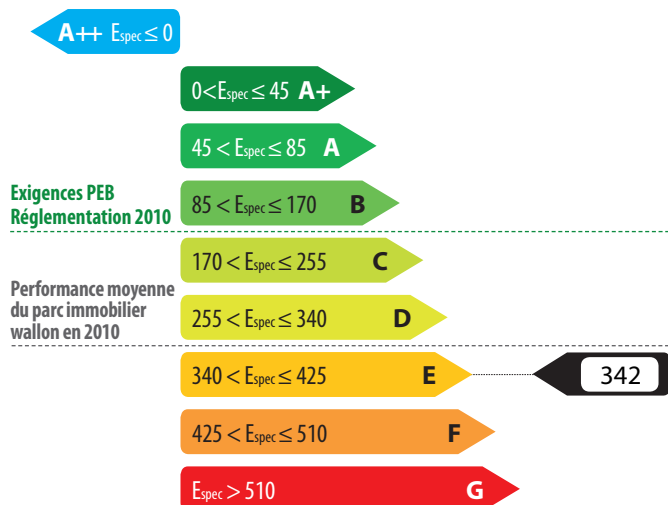 A++ Espec ≤ 0
0<Espec ≤ 45 A+
45 < Espec ≤ 85 A
Exigences PEB
Réglementation 2010
85 < Espec ≤ 170 B
170 < Espec ≤ 255 C
Performance moyenne
du parc immobilier
wallon en 2010
255 < Espec ≤ 340 D
340 < Espec ≤ 425 E 342
425 < Espec ≤ 510 F
Espec > 510 G